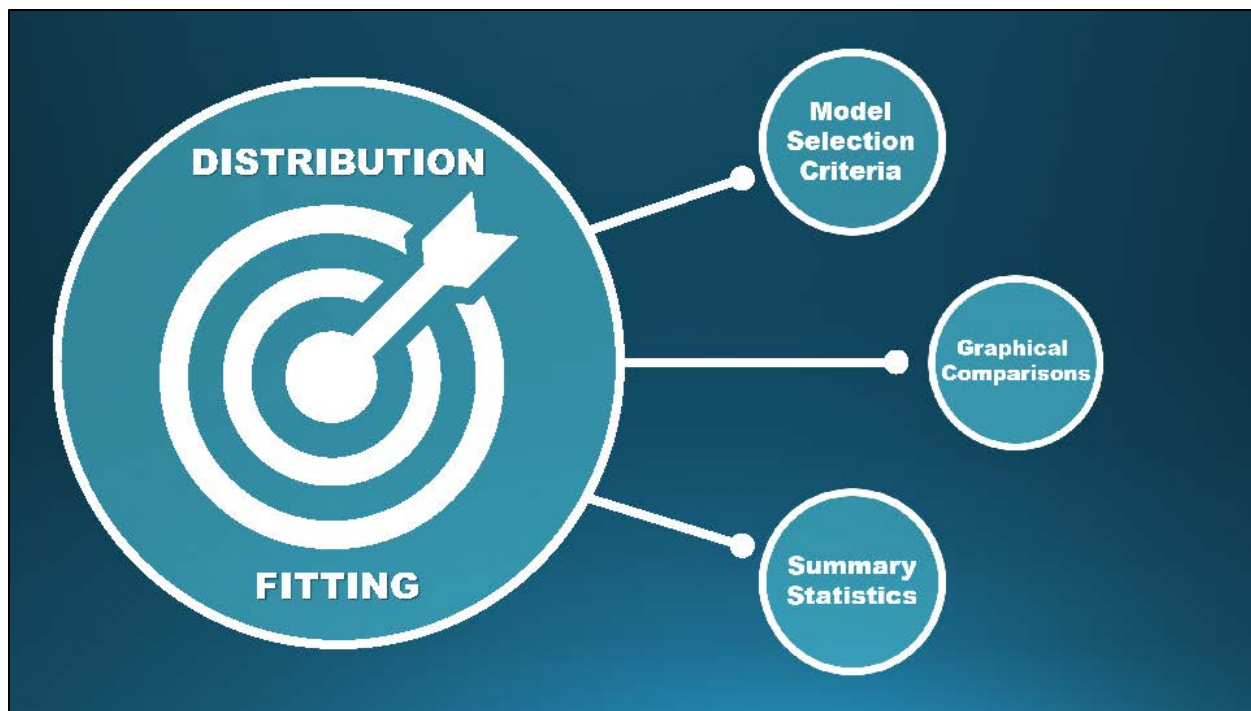 DISTRIBUTION
FITTING
Model
Selection
Criteria
Graphical
Comparisons
Summary
Statistics